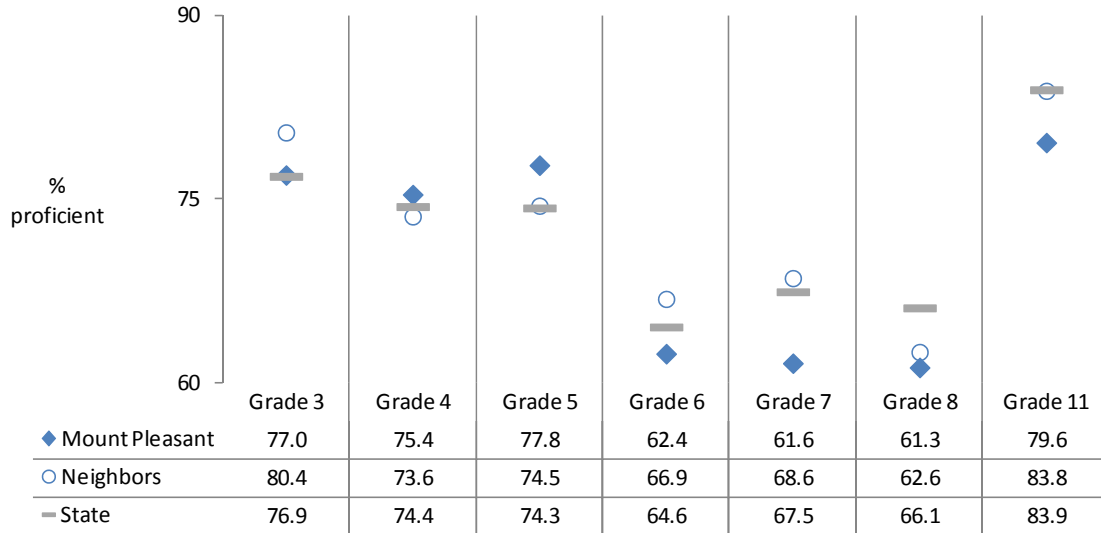 90
75
60
%
proficient
Grade 3 Grade 4 Grade 5 Grade 6 Grade 7 Grade 8 Grade 11
Mount Pleasant 77.0 75.4 77.8 62.4 61.6 61.3 79.6
Neighbors 80.4 73.6 74.5 66.9 68.6 62.6 83.8
State 76.9 74.4 74.3 64.6 67.5 66.1 83.9